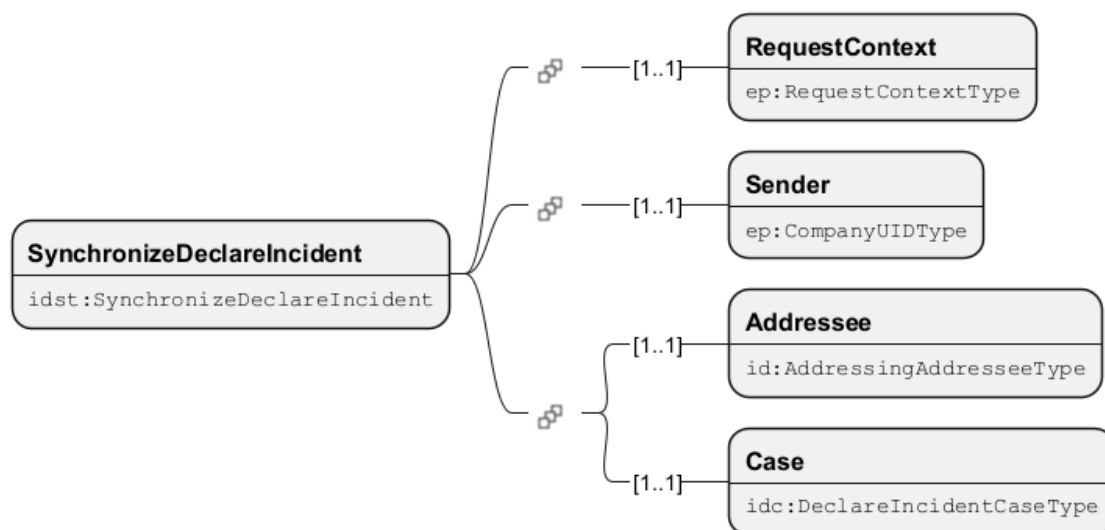 RequestContext
[1..1]
ep:RequestContextType
Sender
[1..1]
ep:CompanyUIDType
SynchronizeDeclareIncident
idst:SynchronizeDeclareIncident
Addressee
[1..1]
id:AddressingAddresseeType
Case
[1..1]
idc:DeclareIncidentCaseType